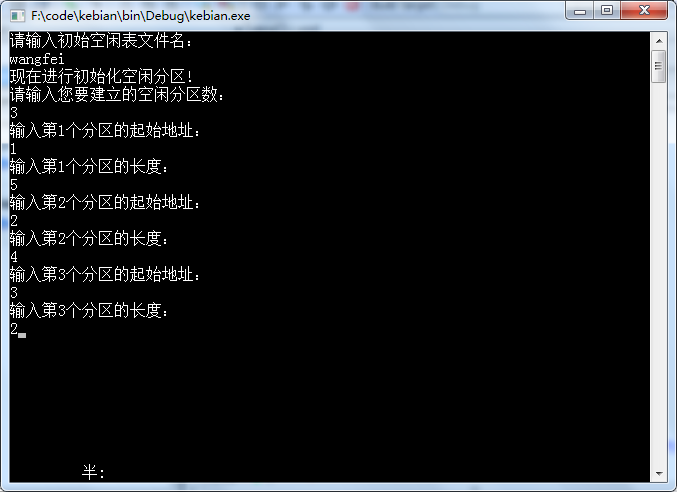 F:\code\kebian\bin\Debug\kebian.exe
请输入初始空闲表文件名：
wangfei
现在进行初始化空闲分区！
请输入您要建立的空闲分区数：
3
输入第1个分区的起始地址：
1
输入第1个分区的长度：
5
输入第2个分区的起始地址：
2
输入第2个分区的长度：
4
输入第3个分区的起始地址：
3
输入第3个分区的长度：
2
半：